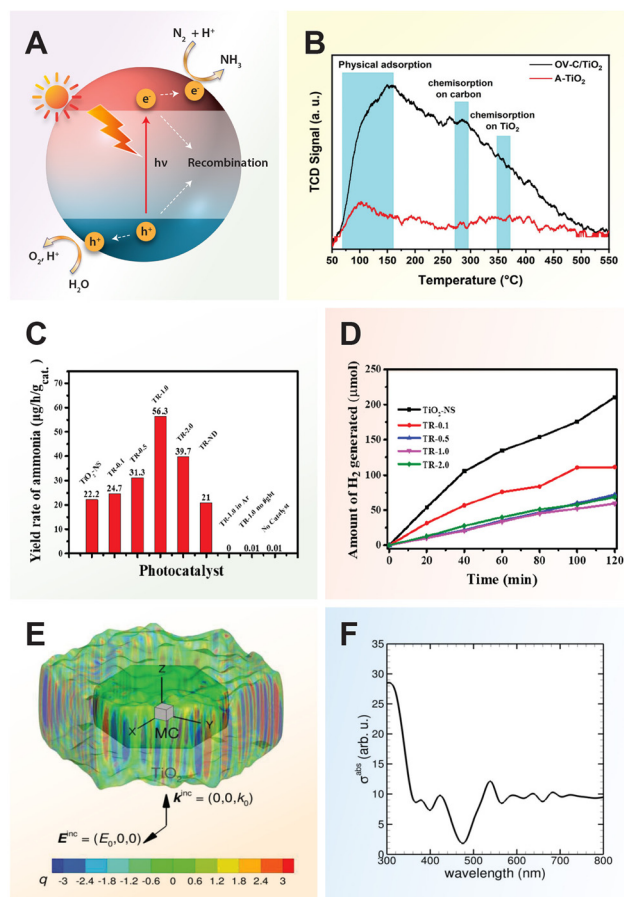 A
N₂ + H⁺
NH₃
e⁻
e⁻
hν
Recombination
h⁺
h⁺
O₂, H⁺
H₂O
B
Physical adsorption
OV-C/TiO₂
A-TiO₂
chemisorption
on carbon
chemisorption
on TiO₂
TCD Signal (a. u.)
50 100 150 200 250 300 350 400 450 500 550
Temperature (°C)
C
Yield rate of ammonia (μg/h/gcat.)
70
60
50
40
30
20
10
0
TiO₂-NS
22.2
TR-0.1
24.7
TR-0.5
31.3
TR-1.0
56.3
TR-2.0
39.7
TR-ND
21
TR-1.0 in Ar
0
TR-1.0 no light
0.01
No Catalyst
0.01
Photocatalyst
D
Amount of H₂ generated (μmol)
250
200
150
100
50
0
TiO₂-NS
TR-0.1
TR-0.5
TR-1.0
TR-2.0
0 20 40 60 80 100 120
Time (min)
E
Z
X
Y
MC
TiO
kⁱⁿᶜ = (0,0,k₀)
Eⁱⁿᶜ = (E₀,0,0)
q -3 -2.4 -1.8 -1.2 -0.6 0 0.6 1.2 1.8 2.4 3
F
σᵃᵇˢ (arb. u.)
35
30
25
20
15
10
5
0
300 400 500 600 700 800
wavelength (nm)